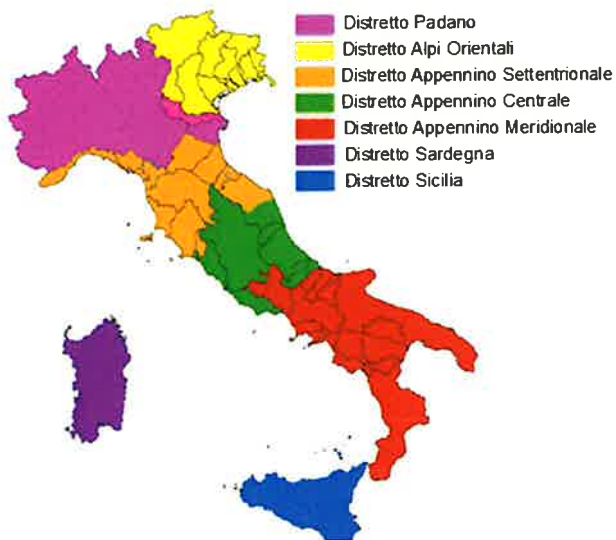 Distretto Padano
Distretto Alpi Orientali
Distretto Appennino Settentrionale
Distretto Appennino Centrale
Distretto Appennino Meridionale
Distretto Sardegna
Distretto Sicilia